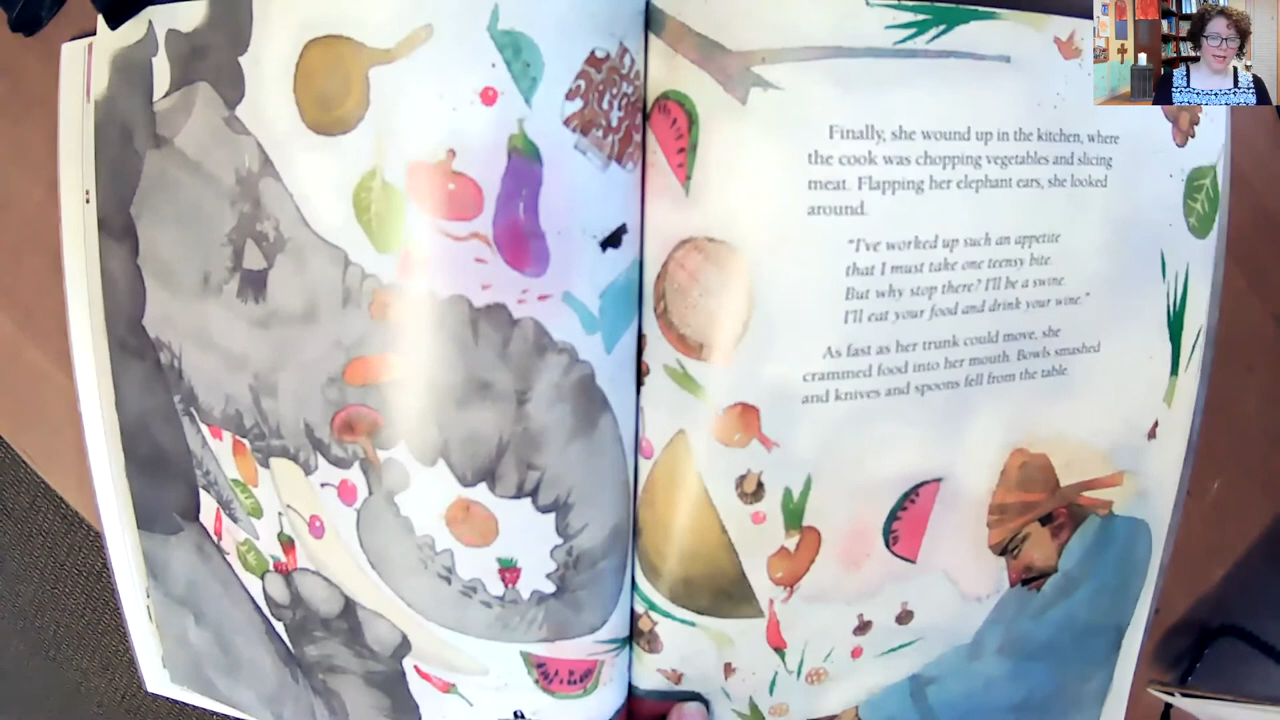 Finally, she wound up in the kitchen, where
the cook was chopping vegetables and slicing
meat. Flapping her elephant ears, she looked
around.
"I've worked up such an appetite
that I must take one teensy bite.
But why stop there? I'll be a swine.
I'll eat your food and drink your wine."
As fast as her trunk could move, she
crammed food into her mouth. Bowls smashed
and knives and spoons fell from the table.